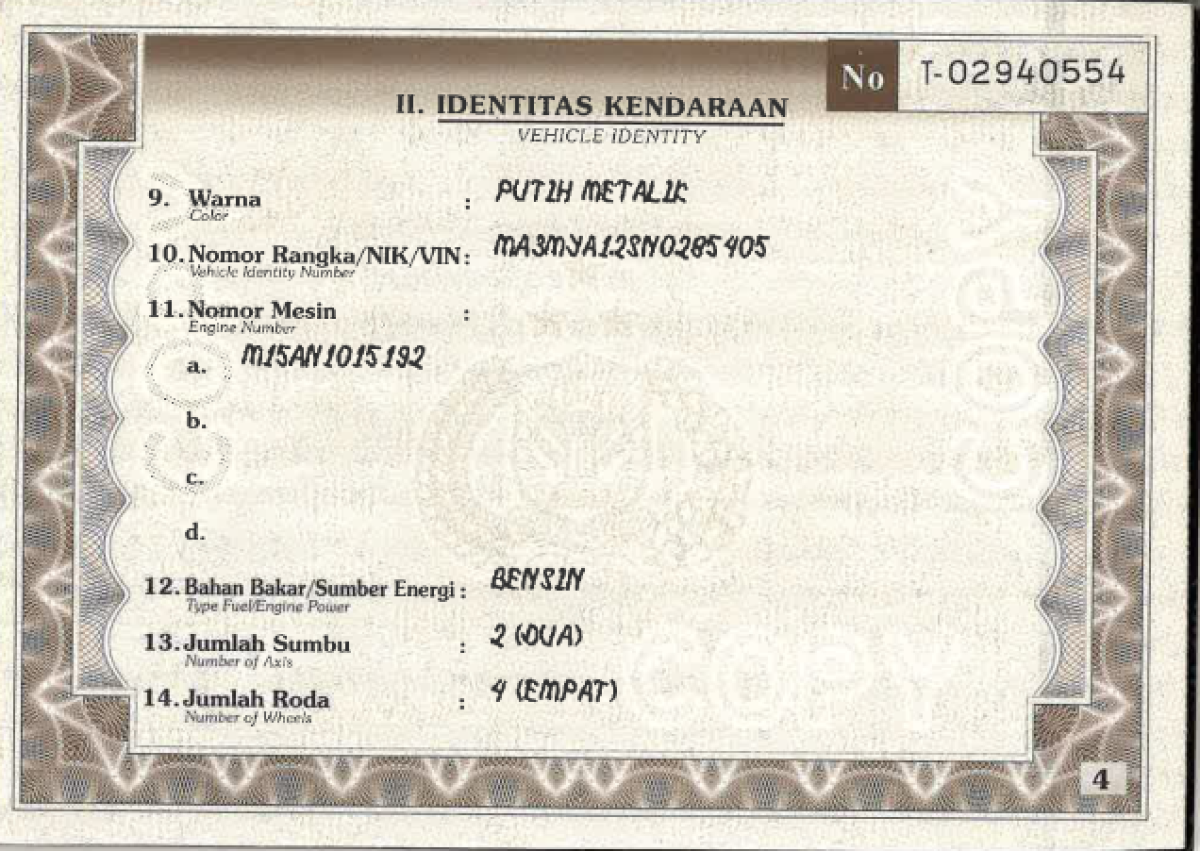 No T-02940554
II. IDENTITAS KENDARAAN
VEHICLE IDENTITY
9. Warna : PUTIH METALIK
Color
10. Nomor Rangka/NIK/VIN : MA3MYA12SN0285405
Vehicle Identity Number
11. Nomor Mesin :
Engine Number
a. M15AN1015192
b.
c.
d.
12. Bahan Bakar/Sumber Energi : BENSIN
Type Fuel/Engine Power
13. Jumlah Sumbu : 2 (DUA)
Number of Axis
14. Jumlah Roda : 4 (EMPAT)
Number of Wheels
4